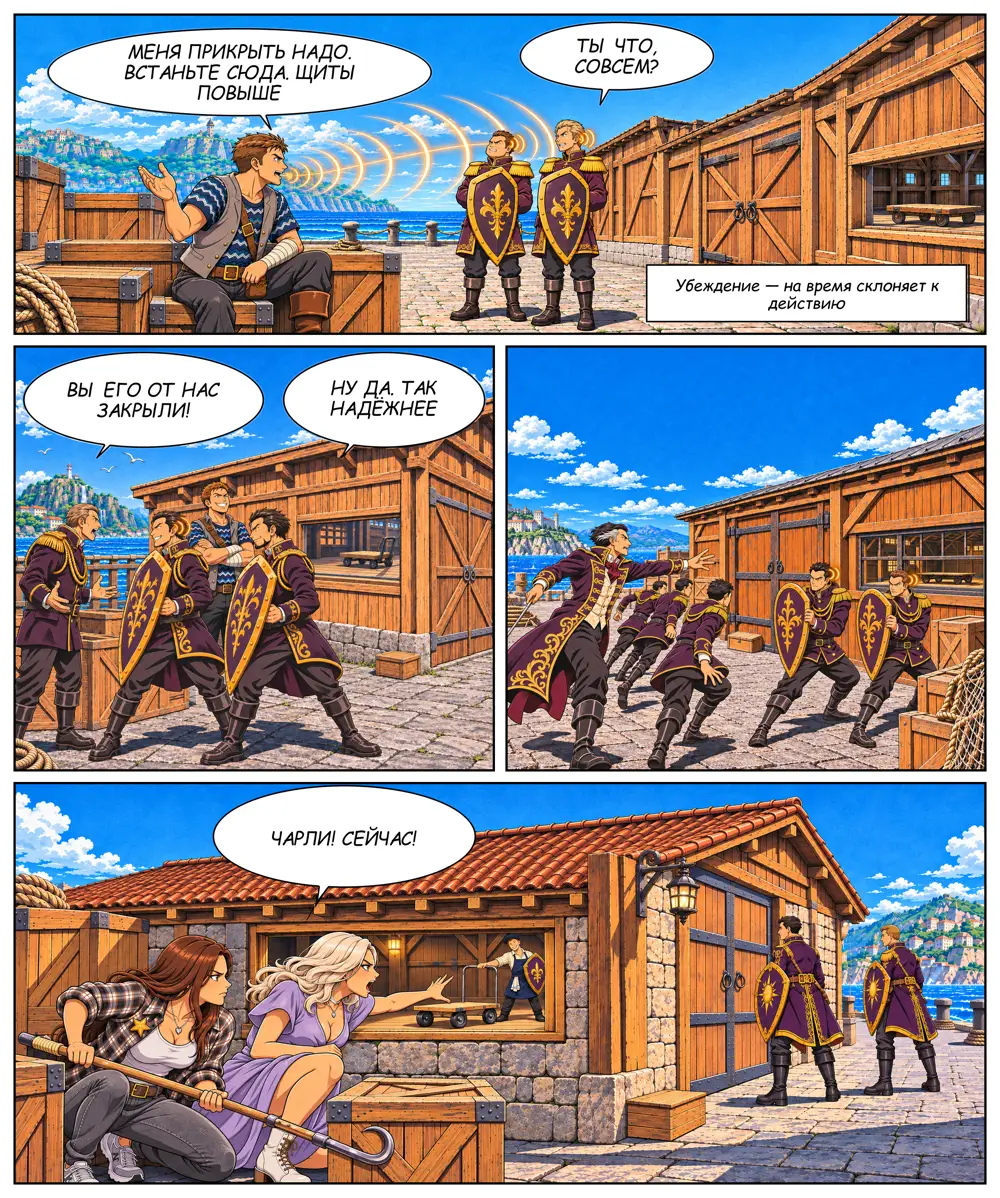 МЕНЯ ПРИКРЫТЬ НАДО.
ВСТАНЬТЕ СЮДА. ЩИТЫ
ПОВЫШЕ
ТЫ ЧТО,
СОВСЕМ?
Убеждение — на время склоняет к
действию
ВЫ ЕГО ОТ НАС
ЗАКРЫЛИ!
НУ ДА. ТАК
НАДЁЖНЕЕ
ЧАРЛИ! СЕЙЧАС!